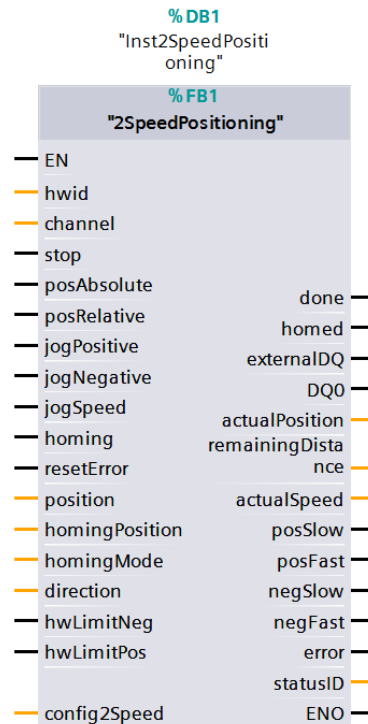 %DB1
"Inst2SpeedPositi
oning"
%FB1
"2SpeedPositioning"
EN
hwid
channel
stop
posAbsolute
posRelative
jogPositive
jogNegative
jogSpeed
homing
resetError
position
homingPosition
homingMode
direction
hwLimitNeg
hwLimitPos
config2Speed
done
homed
externalDQ
DQ0
actualPosition
remainingDista
nce
actualSpeed
posSlow
posFast
negSlow
negFast
error
statusID
ENO